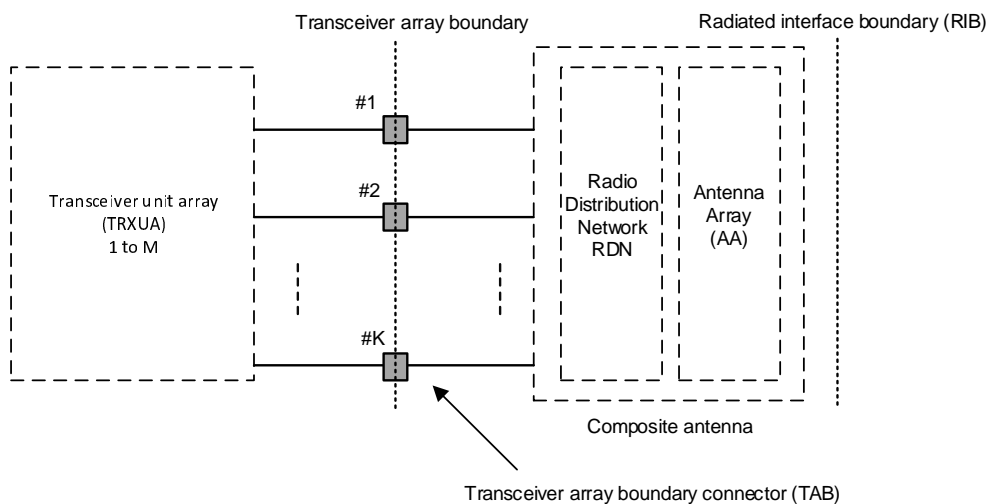 Transceiver array boundary
Radiated interface boundary (RIB)
#1
#2
#K
Transceiver unit array
(TRXUA)
1 to M
Radio
Distribution
Network
RDN
Antenna
Array
(AA)
Composite antenna
Transceiver array boundary connector (TAB)